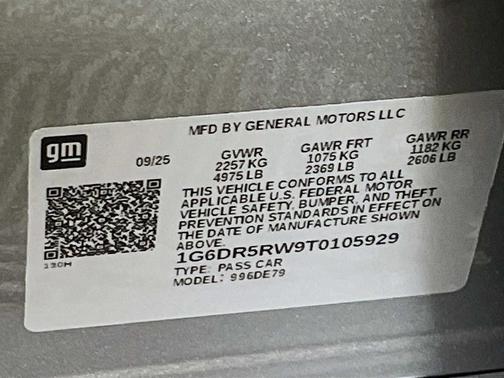 gm
MFD BY GENERAL MOTORS LLC
09/25
GVWR GAWR FRT GAWR RR
2257 KG 1075 KG 1182 KG
4975 LB 2369 LB 2606 LB
THIS VEHICLE CONFORMS TO ALL
APPLICABLE U.S. FEDERAL MOTOR
VEHICLE SAFETY, BUMPER, AND THEFT
PREVENTION STANDARDS IN EFFECT ON
THE DATE OF MANUFACTURE SHOWN
ABOVE.
1G6DR5RW9T0105929
TYPE: PASS CAR
MODEL: 996DE79